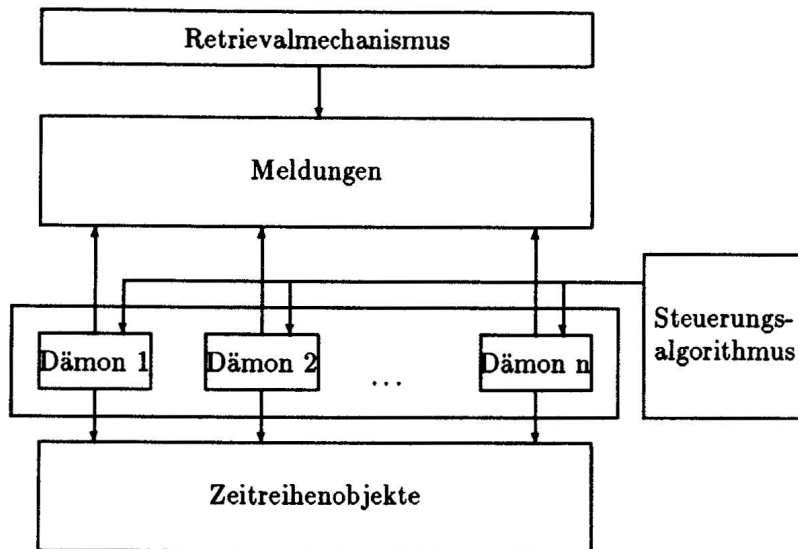 Retrievalmechanismus
Meldungen
Steuerungs-
algorithmus
Dämon 1
Dämon 2
...
Dämon n
Zeitreihenobjekte